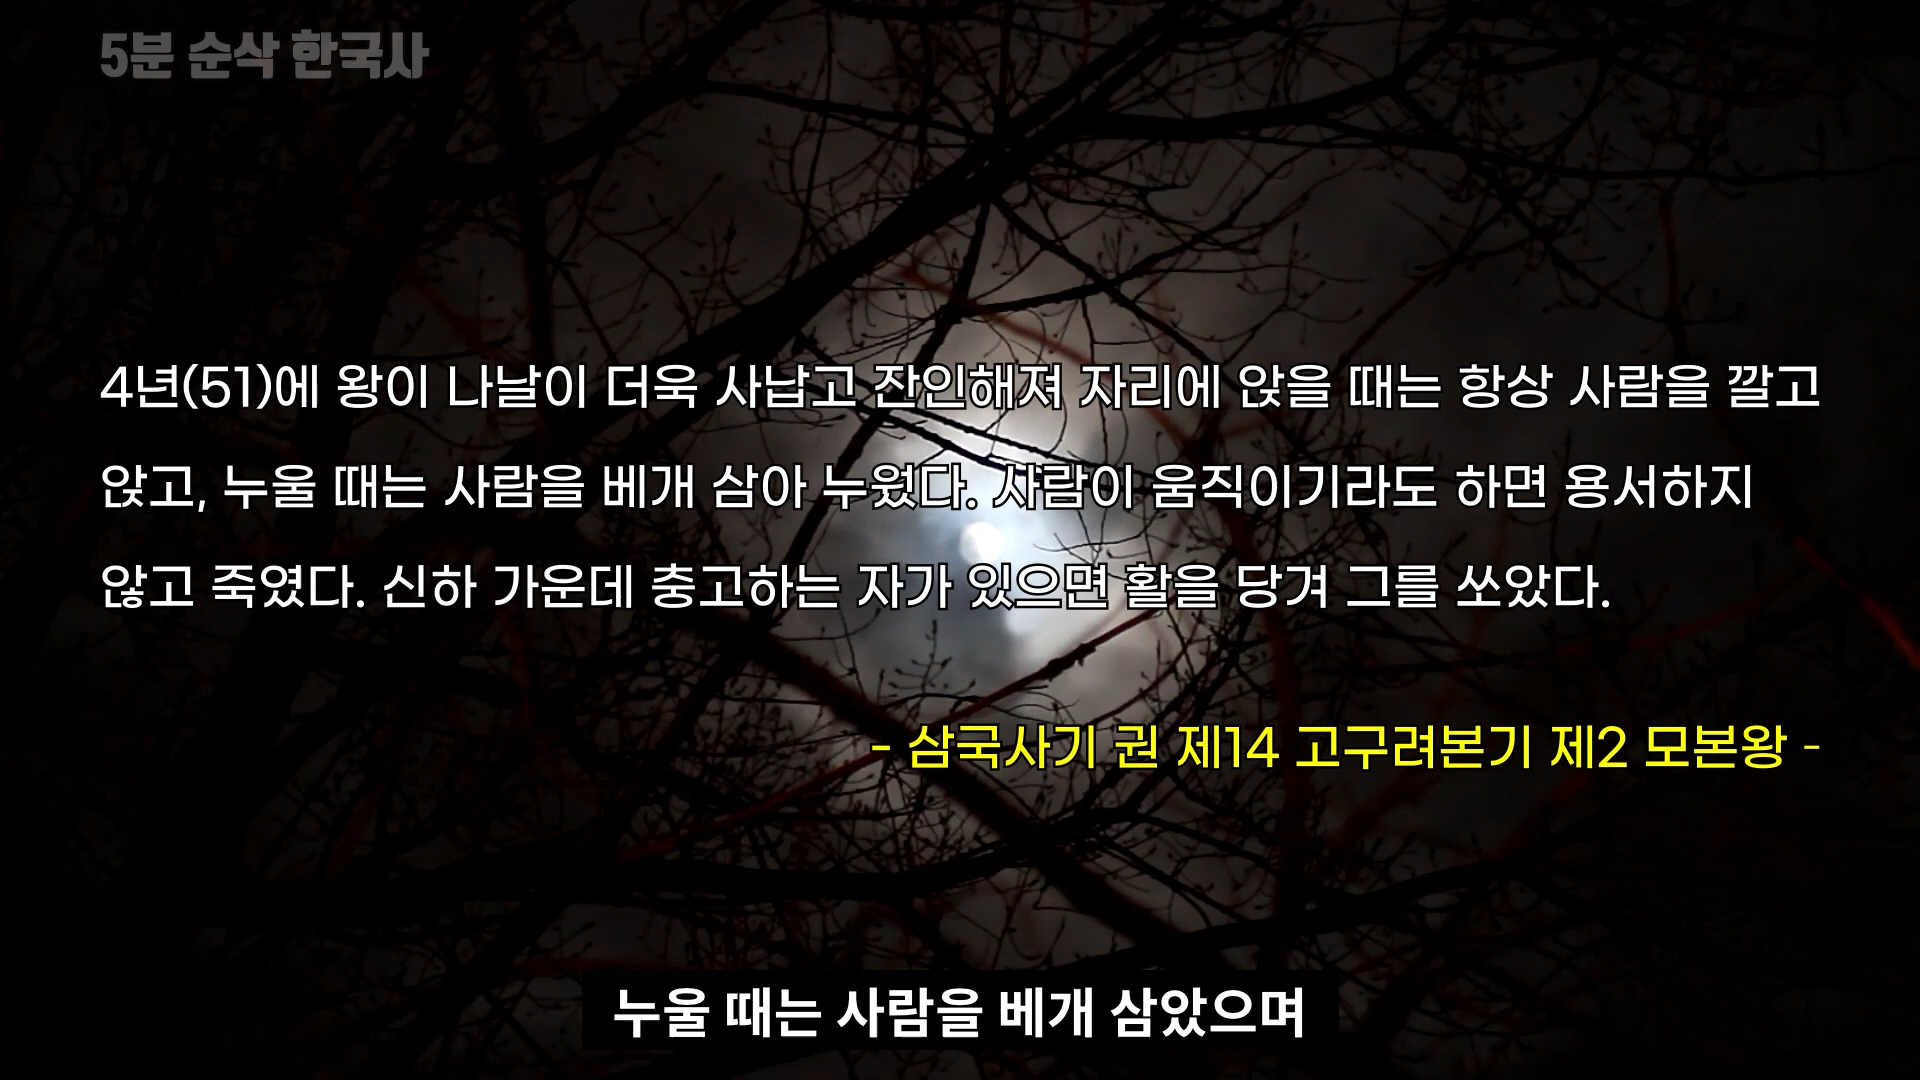 5분 순삭 한국사
4년(51)에 왕이 나날이 더욱 사납고 잔인해져 자리에 앉을 때는 항상 사람을 깔고
앉고, 누울 때는 사람을 베개 삼아 누웠다. 사람이 움직이기라도 하면 용서하지
않고 죽였다. 신하 가운데 충고하는 자가 있으면 활을 당겨 그를 쏘았다.
- 삼국사기 권 제14 고구려본기 제2 모본왕 -
누울 때는 사람을 베개 삼았으며